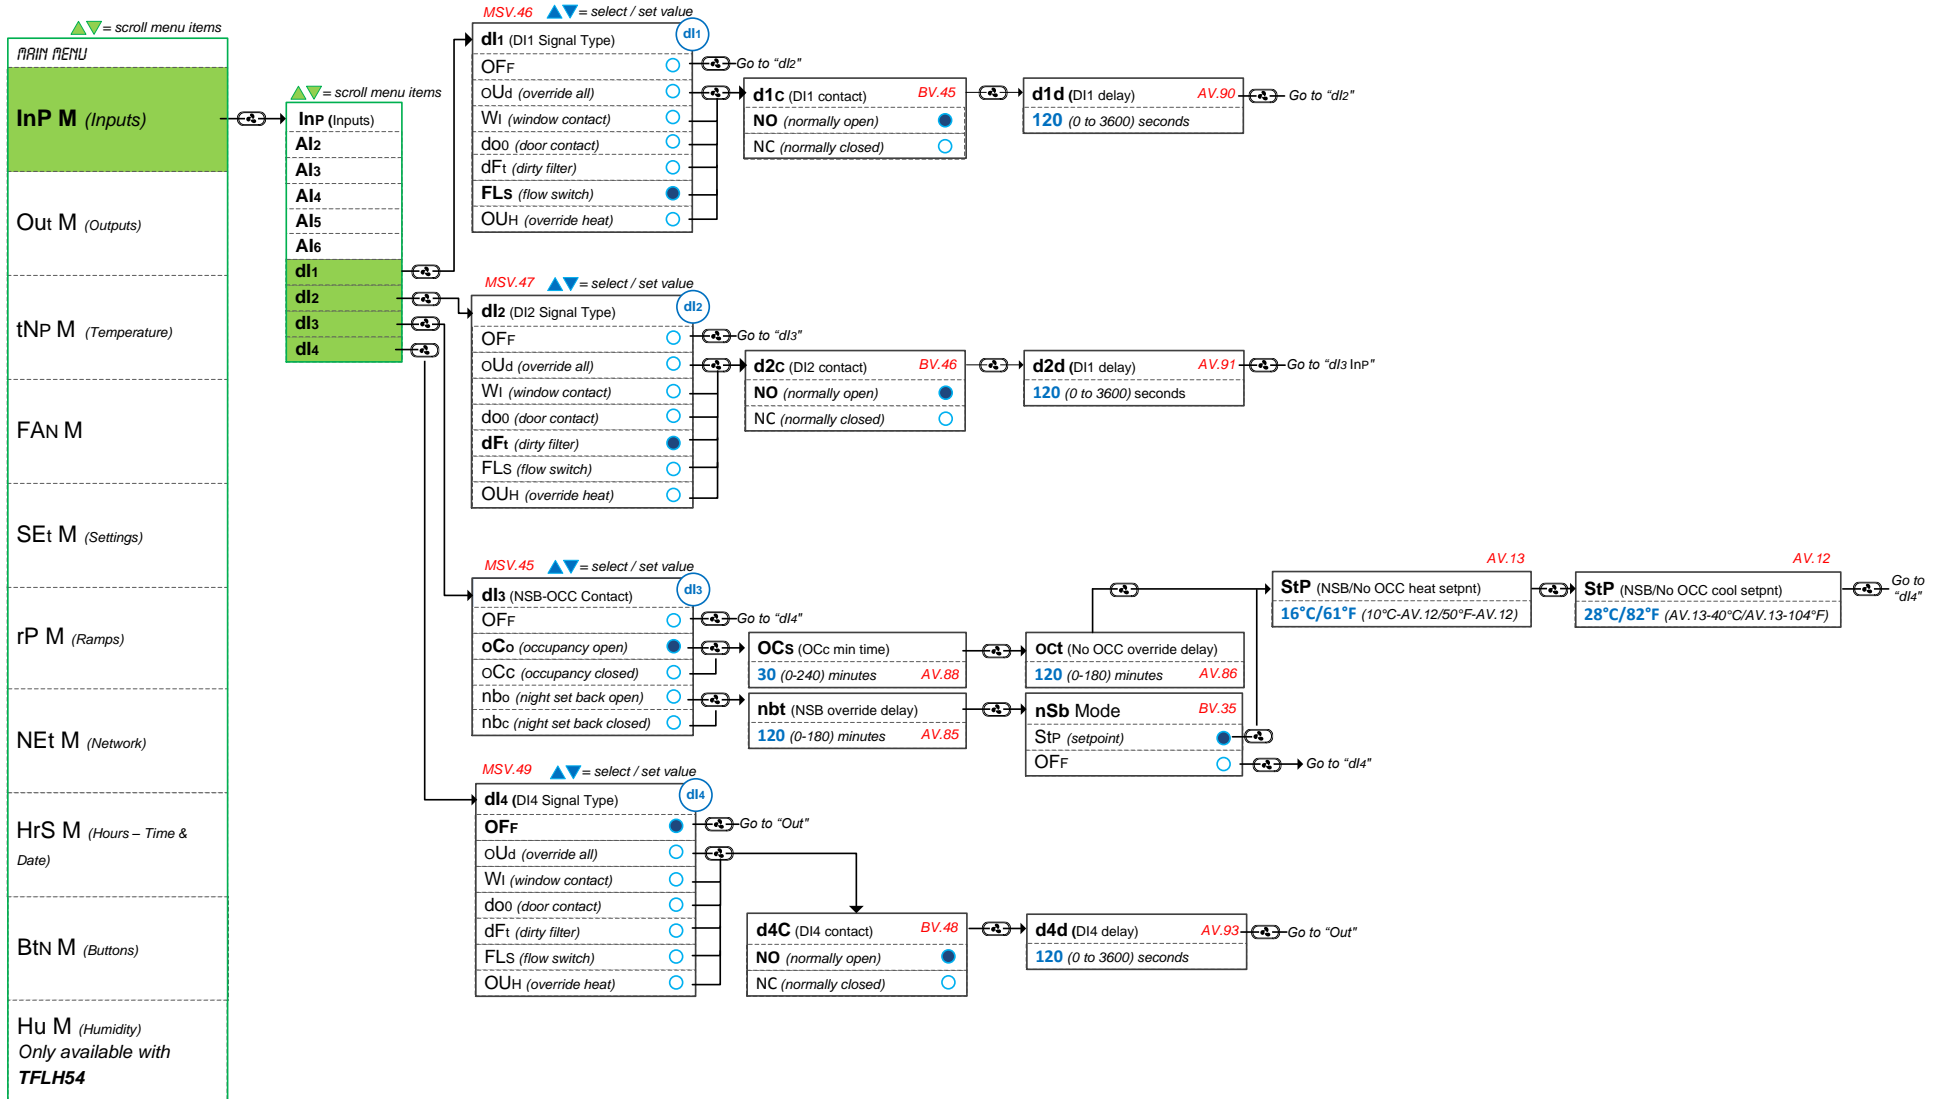 = scroll menu items
MAIN MENU
InP M (Inputs)
Out M (Outputs)
tNP M (Temperature)
FAN M
SEt M (Settings)
rP M (Ramps)
NEt M (Network)
HrS M (Hours – Time &
Date)
BtN M (Buttons)
Hu M (Humidity)
Only available with
TFLH54
= scroll menu items
InP (Inputs)
AI2
AI3
AI4
AI5
AI6
dI1
dI2
dI3
dI4
MSV.46 = select / set value
dI1 (DI1 Signal Type) dI1
OFF Go to “dI2”
oUd (override all)
WI (window contact)
doo (door contact)
dFt (dirty filter)
FLS (flow switch)
OUH (override heat)
d1C (DI1 contact) BV.45
NO (normally open)
NC (normally closed)
d1d (DI1 delay) AV.90
120 (0 to 3600) seconds
Go to “dI2”
MSV.47 = select / set value
dI2 (DI2 Signal Type) dI2
OFF Go to “dI3”
oUd (override all)
WI (window contact)
doo (door contact)
dFt (dirty filter)
FLS (flow switch)
OUH (override heat)
d2C (DI2 contact) BV.46
NO (normally open)
NC (normally closed)
d2d (DI1 delay) AV.91
120 (0 to 3600) seconds
Go to “dI3 InP”
MSV.45 = select / set value
dI3 (NSB-OCC Contact) dI3
OFF Go to “dI4”
oCo (occupancy open)
oCc (occupancy closed)
nbo (night set back open)
nbc (night set back closed)
OCs (OCc min time)
30 (0-240) minutes AV.88
oct (No OCC override delay)
120 (0-180) minutes AV.86
nbt (NSB override delay)
120 (0-180) minutes AV.85
nSb Mode BV.35
StP (setpoint)
OFF Go to “dI4”
AV.13
StP (NSB/No OCC heat setpnt)
16°C/61°F (10°C-AV.12/50°F-AV.12)
AV.12
StP (NSB/No OCC cool setpnt)
28°C/82°F (AV.13-40°C/AV.13-104°F)
Go to
“dI4”
MSV.49 = select / set value
dI4 (DI4 Signal Type) dI4
OFF Go to “Out”
oUd (override all)
WI (window contact)
doo (door contact)
dFt (dirty filter)
FLS (flow switch)
OUH (override heat)
d4C (DI4 contact) BV.48
NO (normally open)
NC (normally closed)
d4d (DI4 delay) AV.93
120 (0 to 3600) seconds
Go to “Out”